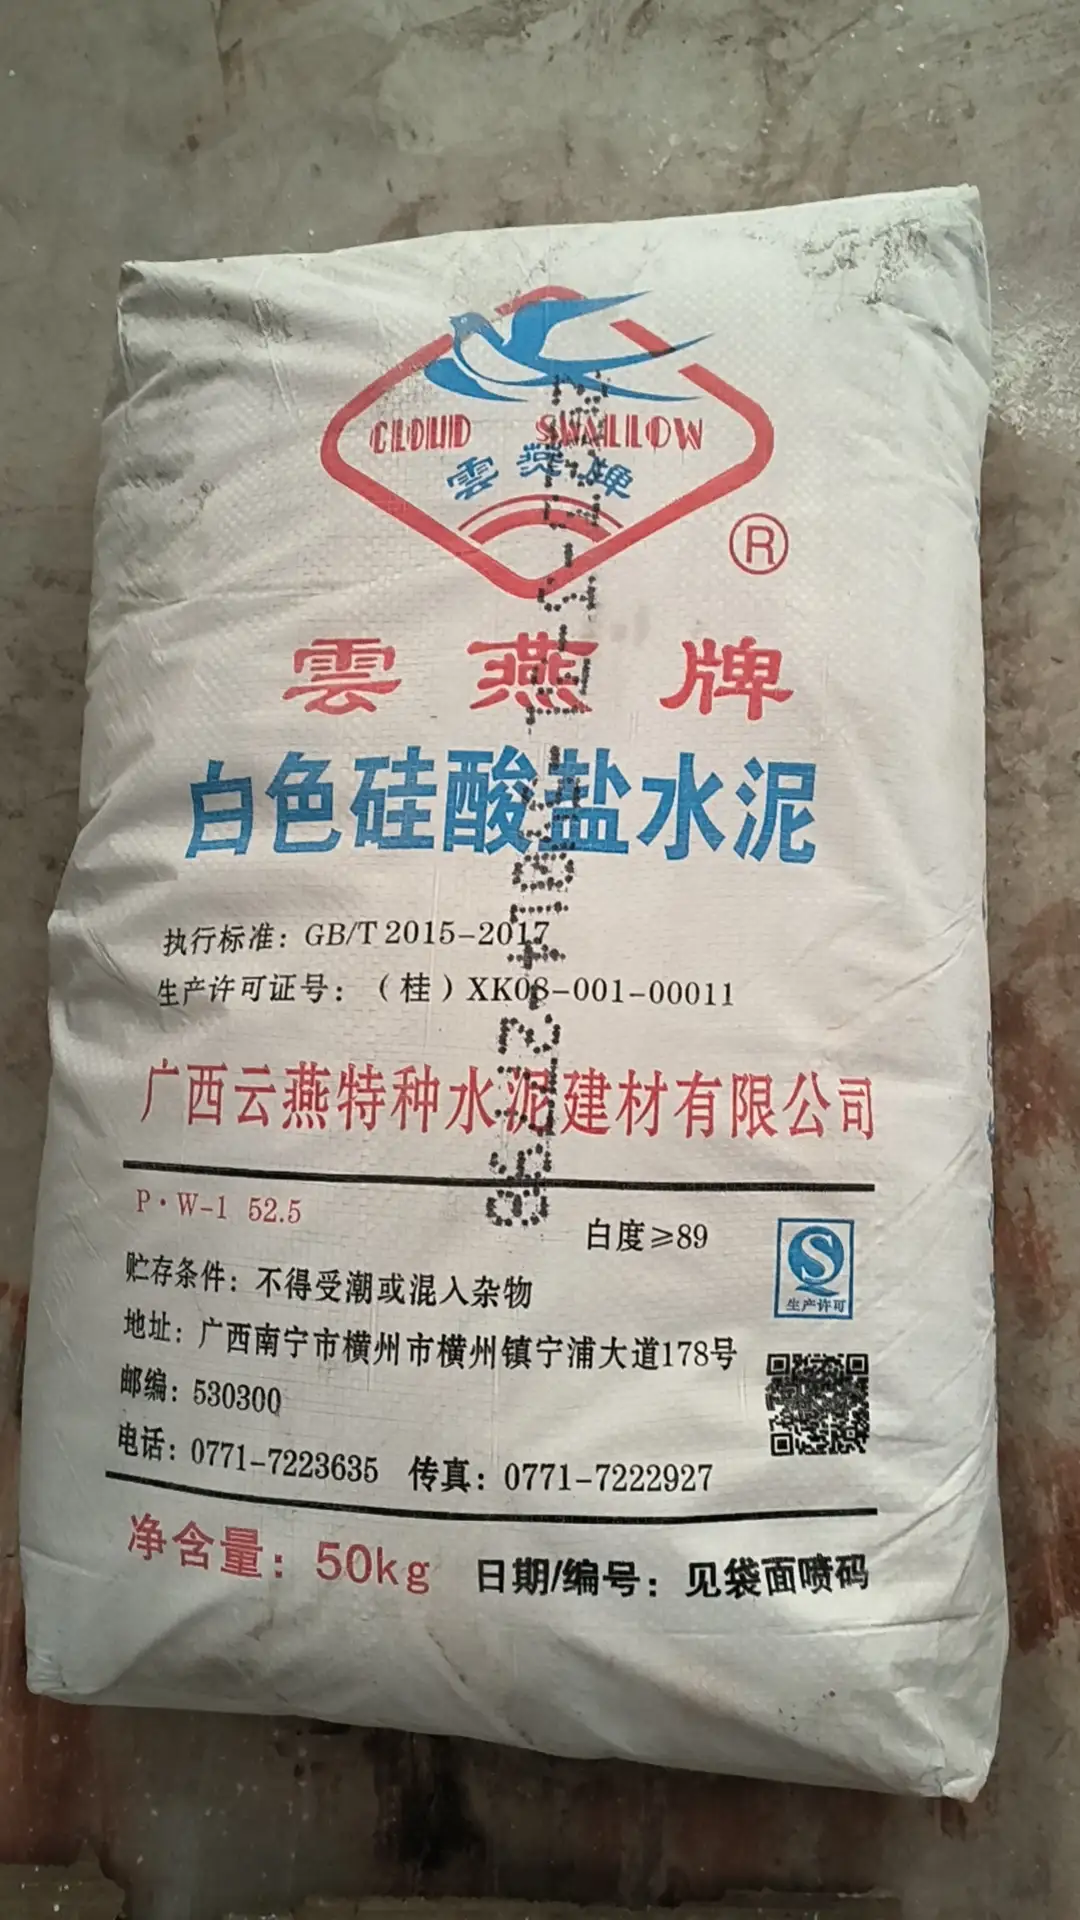 CLOUD SWALLOW
雲燕牌
®
雲燕牌
白色硅酸盐水泥
执行标准：GB/T 2015-2017
生产许可证号：（桂）XK08-001-00011
广西云燕特种水泥建材有限公司
P·W-1 52.5
白度≥89
生产许可
贮存条件：不得受潮或混入杂物
地址：广西南宁市横州市横州镇宁浦大道178号
邮编：530300
电话：0771-7223635 传真：0771-7222927
净含量：50kg 日期/编号：见袋面喷码